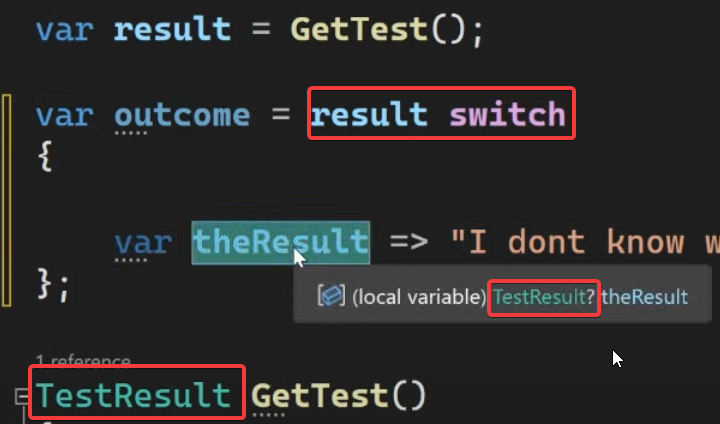 var result = GetTest();
var outcome = result switch
{
var theResult => "I dont know w
};
(local variable) TestResult? theResult
1 reference
TestResult GetTest()